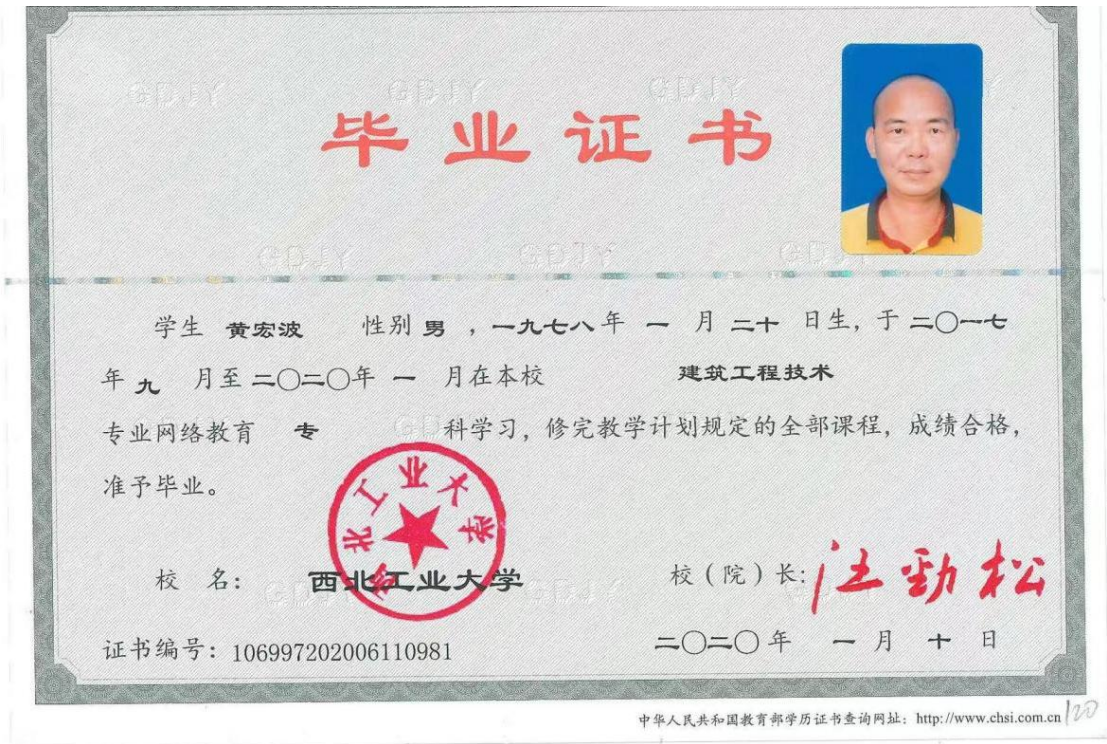 GDJY GDJY GDJY
毕业证书
GDJY GDJY GDJY
学生 黄宏波 性别 男 ，一九七八年 一 月 二十 日生，于 二〇一七
年 九 月至 二〇二〇年 一 月在本校 建筑工程技术
专业网络教育 专 科学习，修完教学计划规定的全部课程，成绩合格，
准予毕业。
西北工业大学
校 名： 西北工业大学 校（院）长：汪劲松
证书编号：106997202006110981 二〇二〇 年 一 月 十 日
中华人民共和国教育部学历证书查询网址：http://www.chsi.com.cn
120